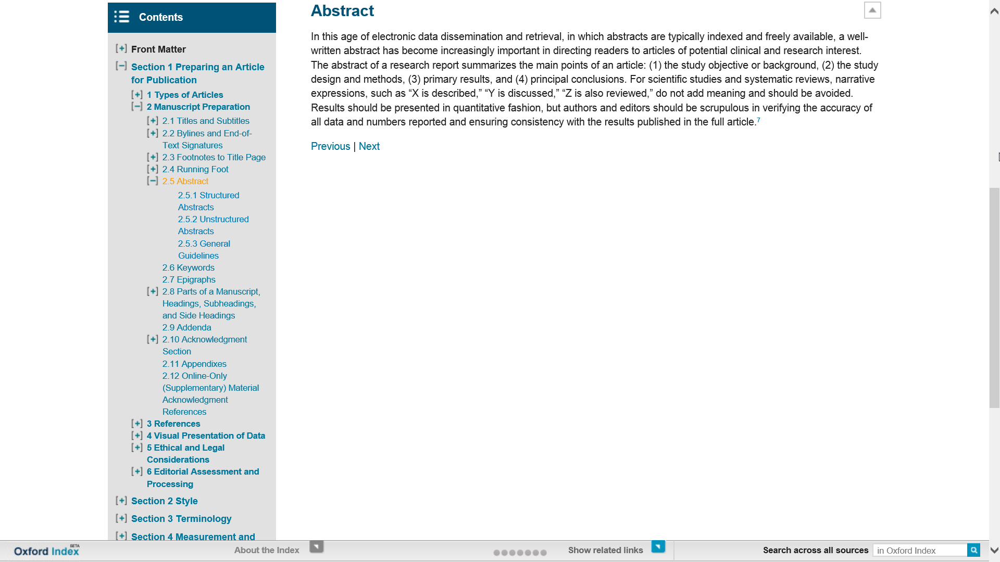 Contents
[+] Front Matter
[−] Section 1 Preparing an Article
for Publication
[+] 1 Types of Articles
[−] 2 Manuscript Preparation
[+] 2.1 Titles and Subtitles
[+] 2.2 Bylines and End-of-
Text Signatures
[+] 2.3 Footnotes to Title Page
[+] 2.4 Running Foot
[−] 2.5 Abstract
2.5.1 Structured
Abstracts
2.5.2 Unstructured
Abstracts
2.5.3 General
Guidelines
2.6 Keywords
2.7 Epigraphs
[+] 2.8 Parts of a Manuscript,
Headings, Subheadings,
and Side Headings
2.9 Addenda
[+] 2.10 Acknowledgment
Section
2.11 Appendixes
2.12 Online-Only
(Supplementary) Material
Acknowledgment
References
[+] 3 References
[+] 4 Visual Presentation of Data
[+] 5 Ethical and Legal
Considerations
[+] 6 Editorial Assessment and
Processing
[+] Section 2 Style
[+] Section 3 Terminology
[+] Section 4 Measurement and
Abstract
In this age of electronic data dissemination and retrieval, in which abstracts are typically indexed and freely available, a well-
written abstract has become increasingly important in directing readers to articles of potential clinical and research interest.
The abstract of a research report summarizes the main points of an article: (1) the study objective or background, (2) the study
design and methods, (3) primary results, and (4) principal conclusions. For scientific studies and systematic reviews, narrative
expressions, such as “X is described,” “Y is discussed,” “Z is also reviewed,” do not add meaning and should be avoided.
Results should be presented in quantitative fashion, but authors and editors should be scrupulous in verifying the accuracy of
all data and numbers reported and ensuring consistency with the results published in the full article.7
Previous | Next
Oxford Index BETA
About the Index
Show related links
Search across all sources
in Oxford Index